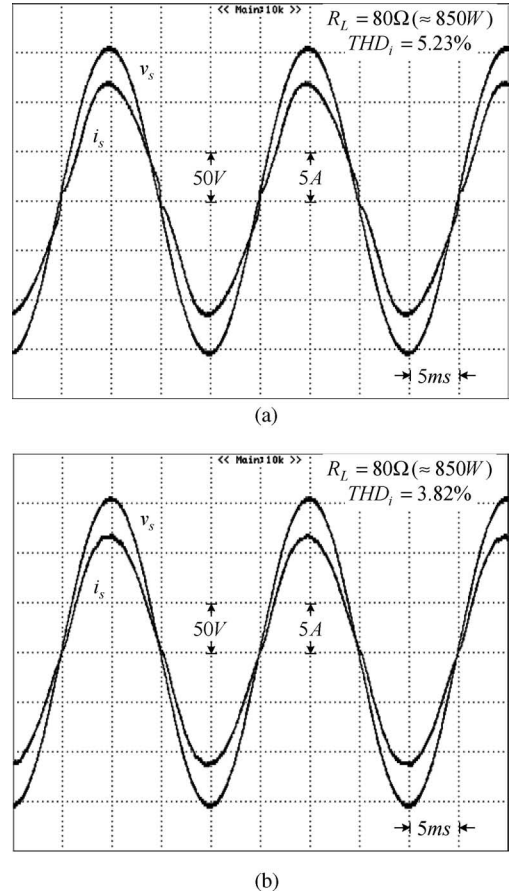 << Main:10k >>
R_L = 80Ω(≈ 850W)
THD_i = 5.23%
v_s
i_s
50V
5A
5ms
(a)
<< Main:10k >>
R_L = 80Ω(≈ 850W)
THD_i = 3.82%
v_s
i_s
50V
5A
5ms
(b)